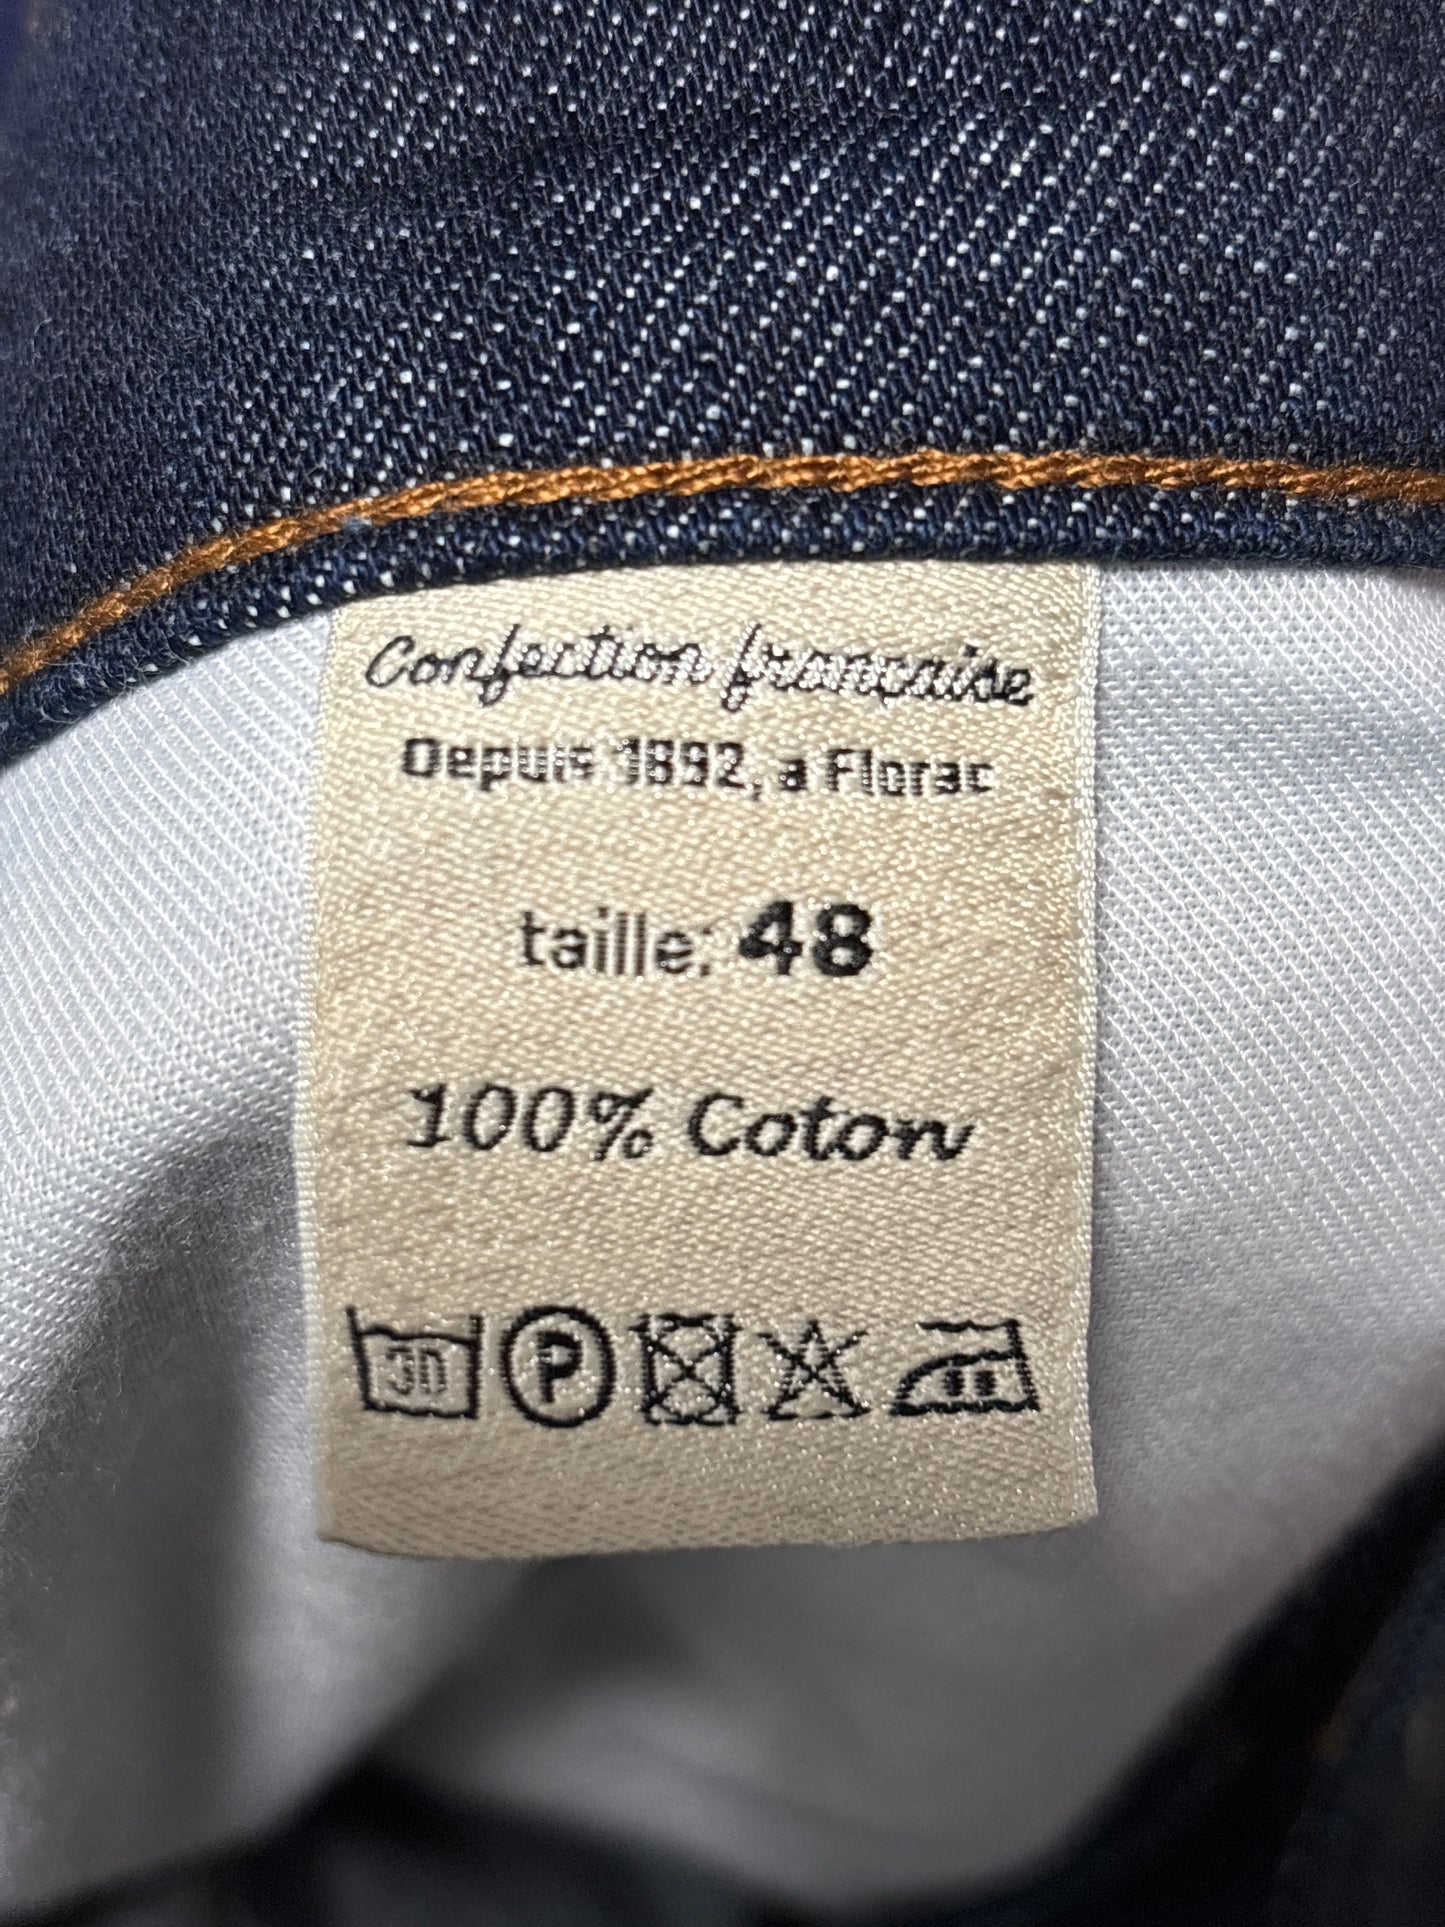 Confection française
Depuis 1892, a Florac
taille: 48
100% Coton
30 P